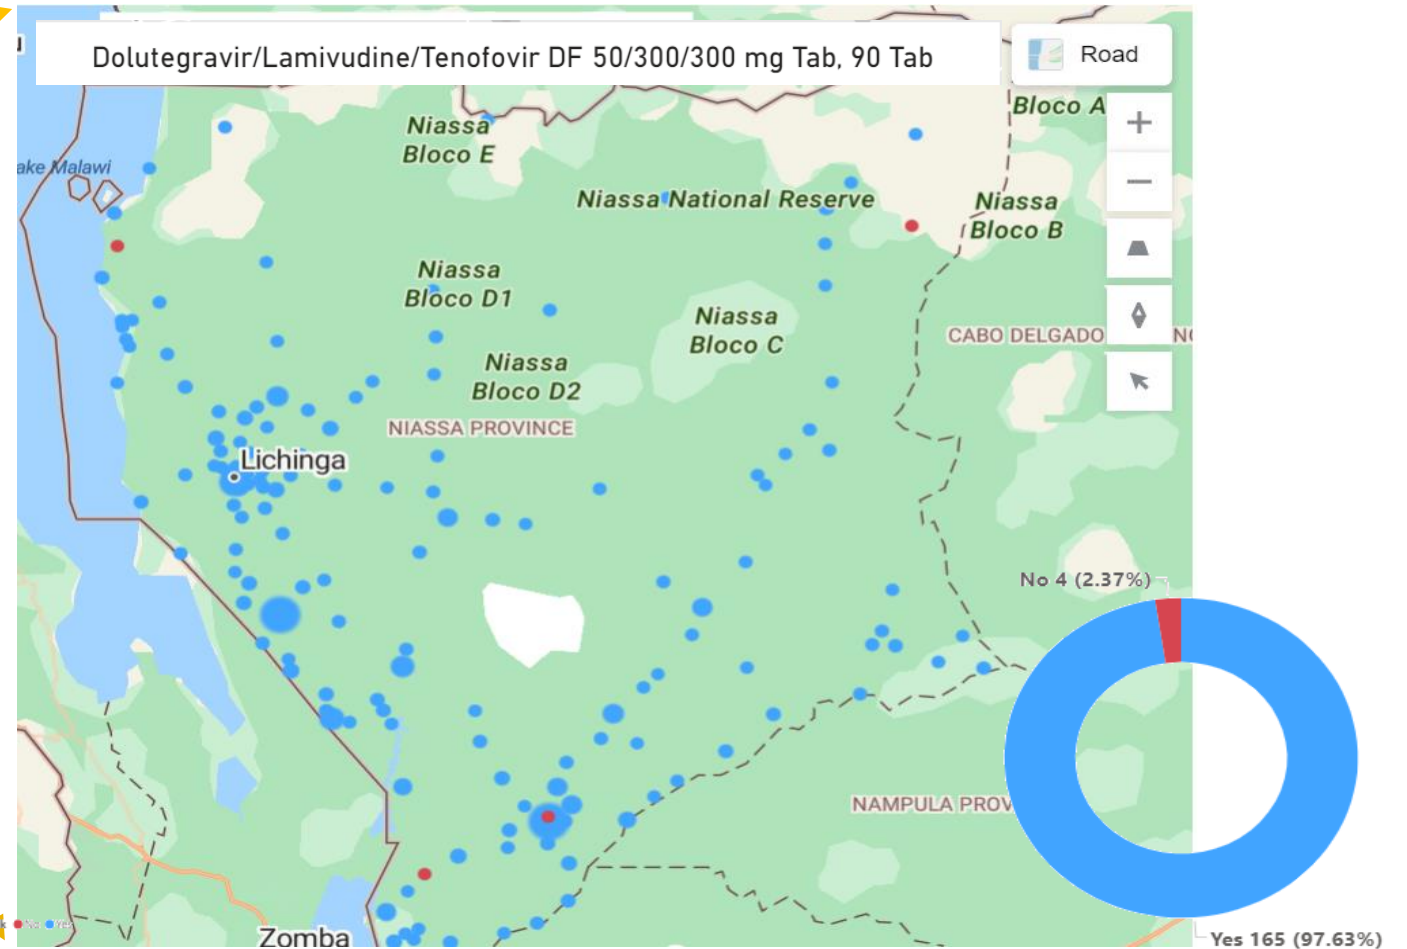 Dolutegravir/Lamivudine/Tenofovir DF 50/300/300 mg Tab, 90 Tab
Road
Bloco A
Niassa
Bloco E
ake Malawi
Niassa National Reserve
Niassa
Bloco B
Niassa
Bloco D1
Niassa
Bloco C
CABO DELGADO
Niassa
Bloco D2
NIASSA PROVINCE
Lichinga
No 4 (2.37%)
NAMPULA PROV
k No Yes
Zomba
Yes 165 (97.63%)